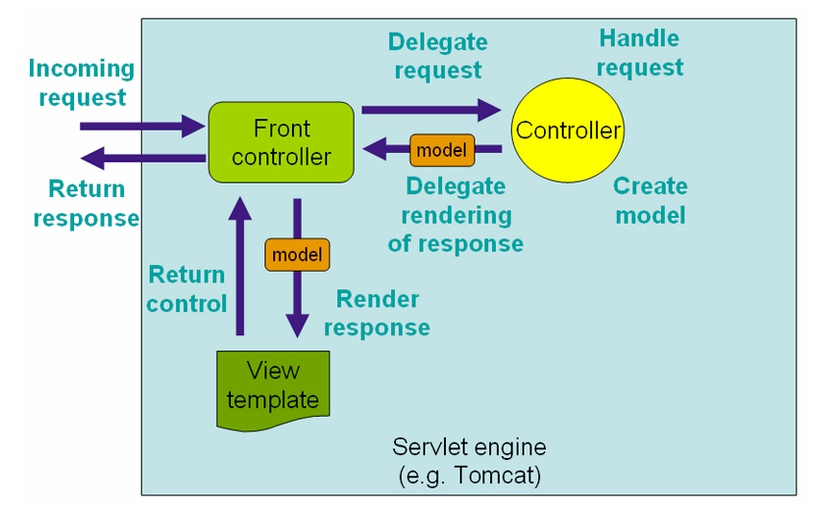 Incoming
request
Return
response
Front
controller
Delegate
request
Handle
request
Controller
model
Delegate
rendering
of response
Create
model
model
Return
control
Render
response
View
template
Servlet engine
(e.g. Tomcat)